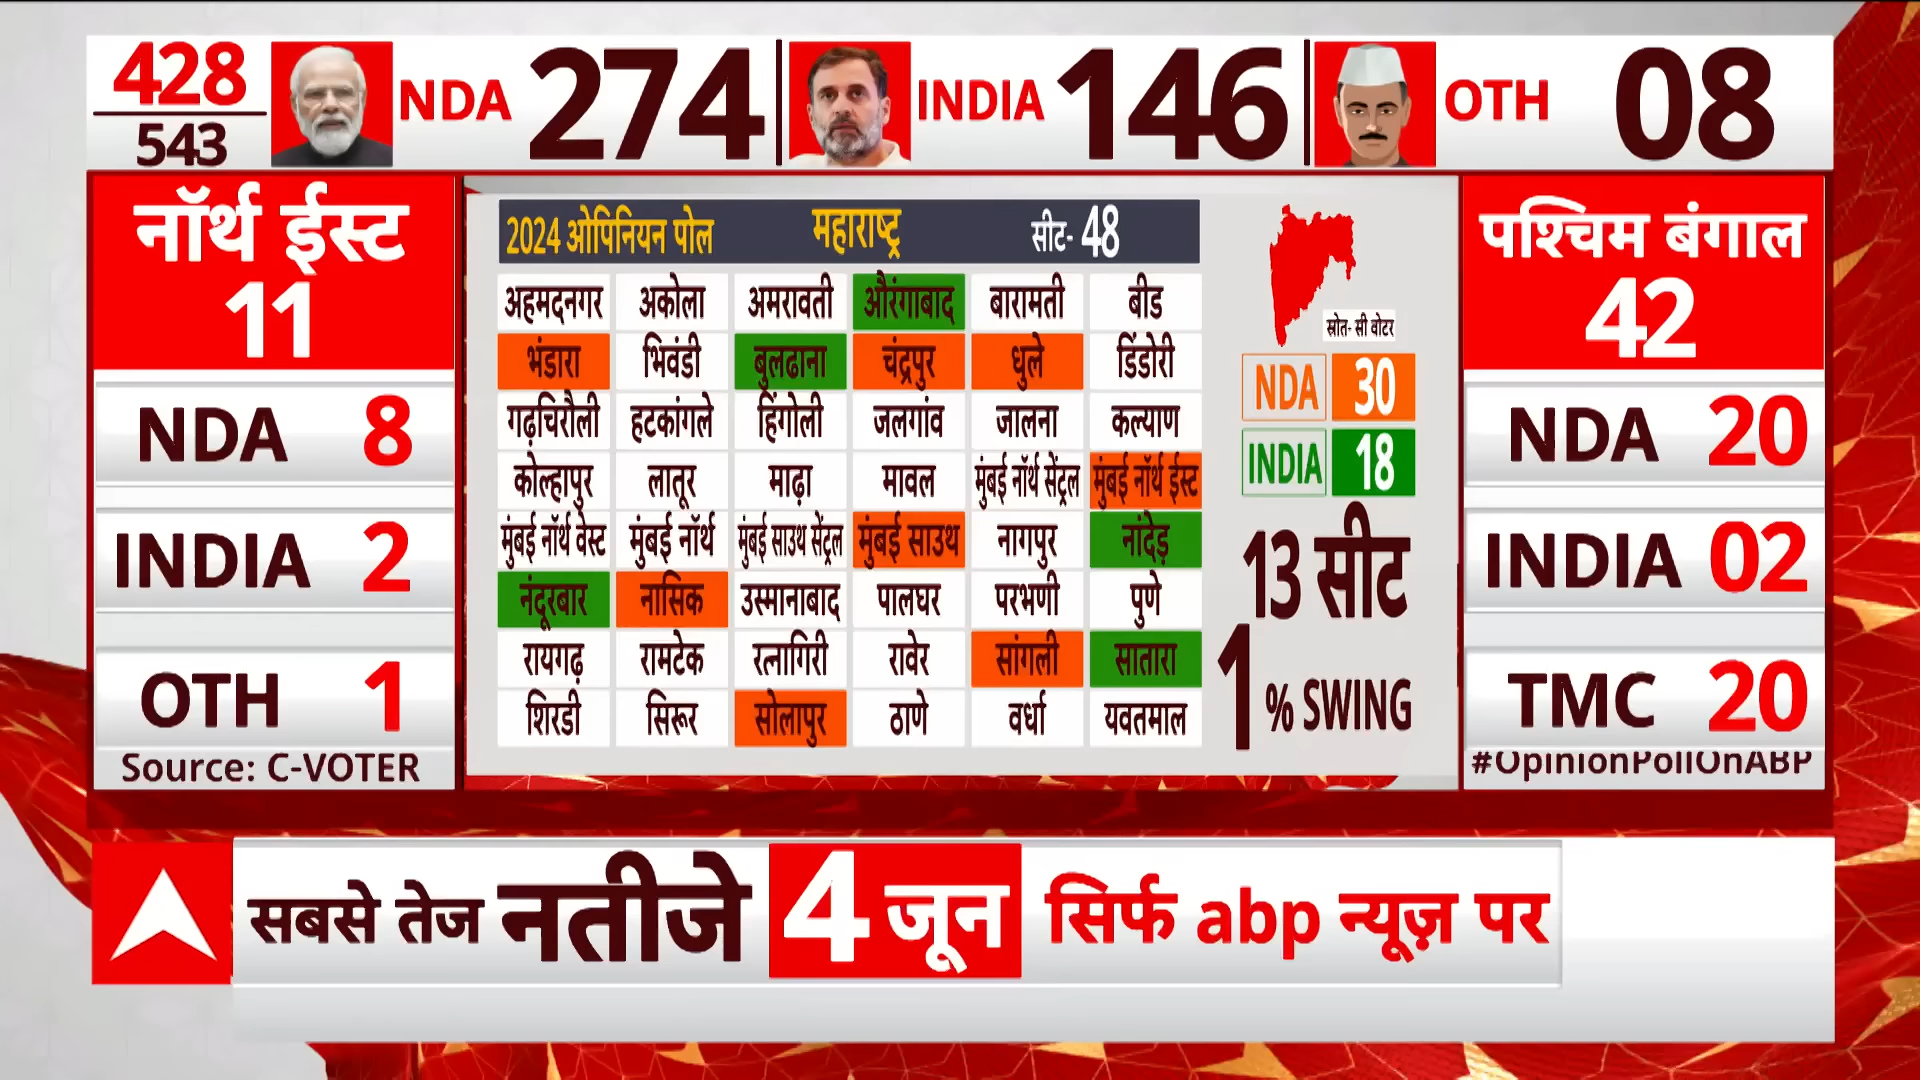 428
543
NDA 274
INDIA 146
OTH 08
नॉर्थ ईस्ट
11
NDA 8
INDIA 2
OTH 1
Source: C-VOTER
2024 ओपिनियन पोल महाराष्ट्र सीट- 48
अहमदनगर अकोला अमरावती औरंगाबाद बारामती बीड
भंडारा भिवंडी बुलढाना चंद्रपुर धुले डिंडोरी
गढ़चिरौली हटकांगले हिंगोली जलगांव जालना कल्याण
कोल्हापुर लातूर माढ़ा मावल मुंबई नॉर्थ सेंट्रल मुंबई नॉर्थ ईस्ट
मुंबई नॉर्थ वेस्ट मुंबई नॉर्थ मुंबई साउथ सेंट्रल मुंबई साउथ नागपुर नांदेड़
नंदूरबार नासिक उस्मानाबाद पालघर परभणी पुणे
रायगढ़ रामटेक रत्नागिरी रावेर सांगली सातारा
शिरडी सिरूर सोलापुर ठाणे वर्धा यवतमाल
स्रोत- सी वोटर
NDA 30
INDIA 18
13 सीट
1 % SWING
पश्चिम बंगाल
42
NDA 20
INDIA 02
TMC 20
#OpinionPollOnABP
सबसे तेज नतीजे 4 जून सिर्फ abp न्यूज़ पर